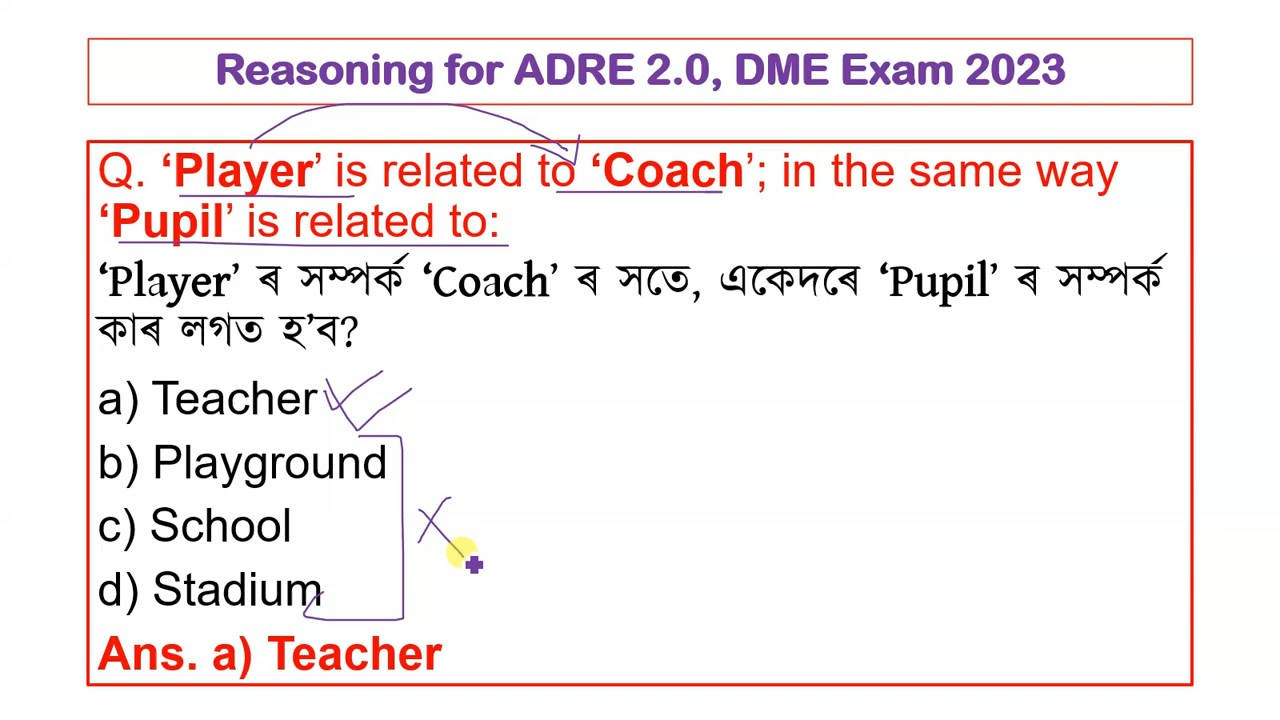 Reasoning for ADRE 2.0, DME Exam 2023
Q. ‘Player’ is related to ‘Coach’; in the same way
‘Pupil’ is related to:
‘Player’ ৰ সম্পৰ্ক ‘Coach’ ৰ সতে, একেদৰে ‘Pupil’ ৰ সম্পৰ্ক
কাৰ লগত হ’ব?
a) Teacher
b) Playground
c) School
d) Stadium
Ans. a) Teacher